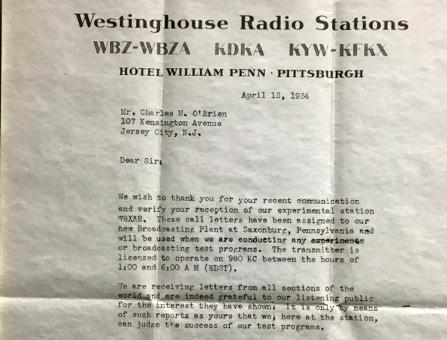 Westinghouse Radio Stations
WBZ-WBZA KDKA KYW-KFKX
HOTEL WILLIAM PENN · PITTSBURGH
April 12, 1934
Mr. Charles M. O'Brien
107 Kensington Avenue
Jersey City, N.J.
Dear Sir:
We wish to thank you for your recent communication
and verify your reception of our experimental station
W8XAR. These call letters have been assigned to our
new Broadcasting Plant at Saxonburg, Pennsylvania and
will be used when we are conducting any experiments
or broadcasting test programs. The transmitter is
licensed to operate on 980 KC between the hours of
1:00 and 6:00 A M (EDST).
We are receiving letters from all sections of the
world and are indeed grateful to our listening public
for the interest they have shown. It is only by means
of such reports as yours that we, here at the station,
can judge the success of our test programs.